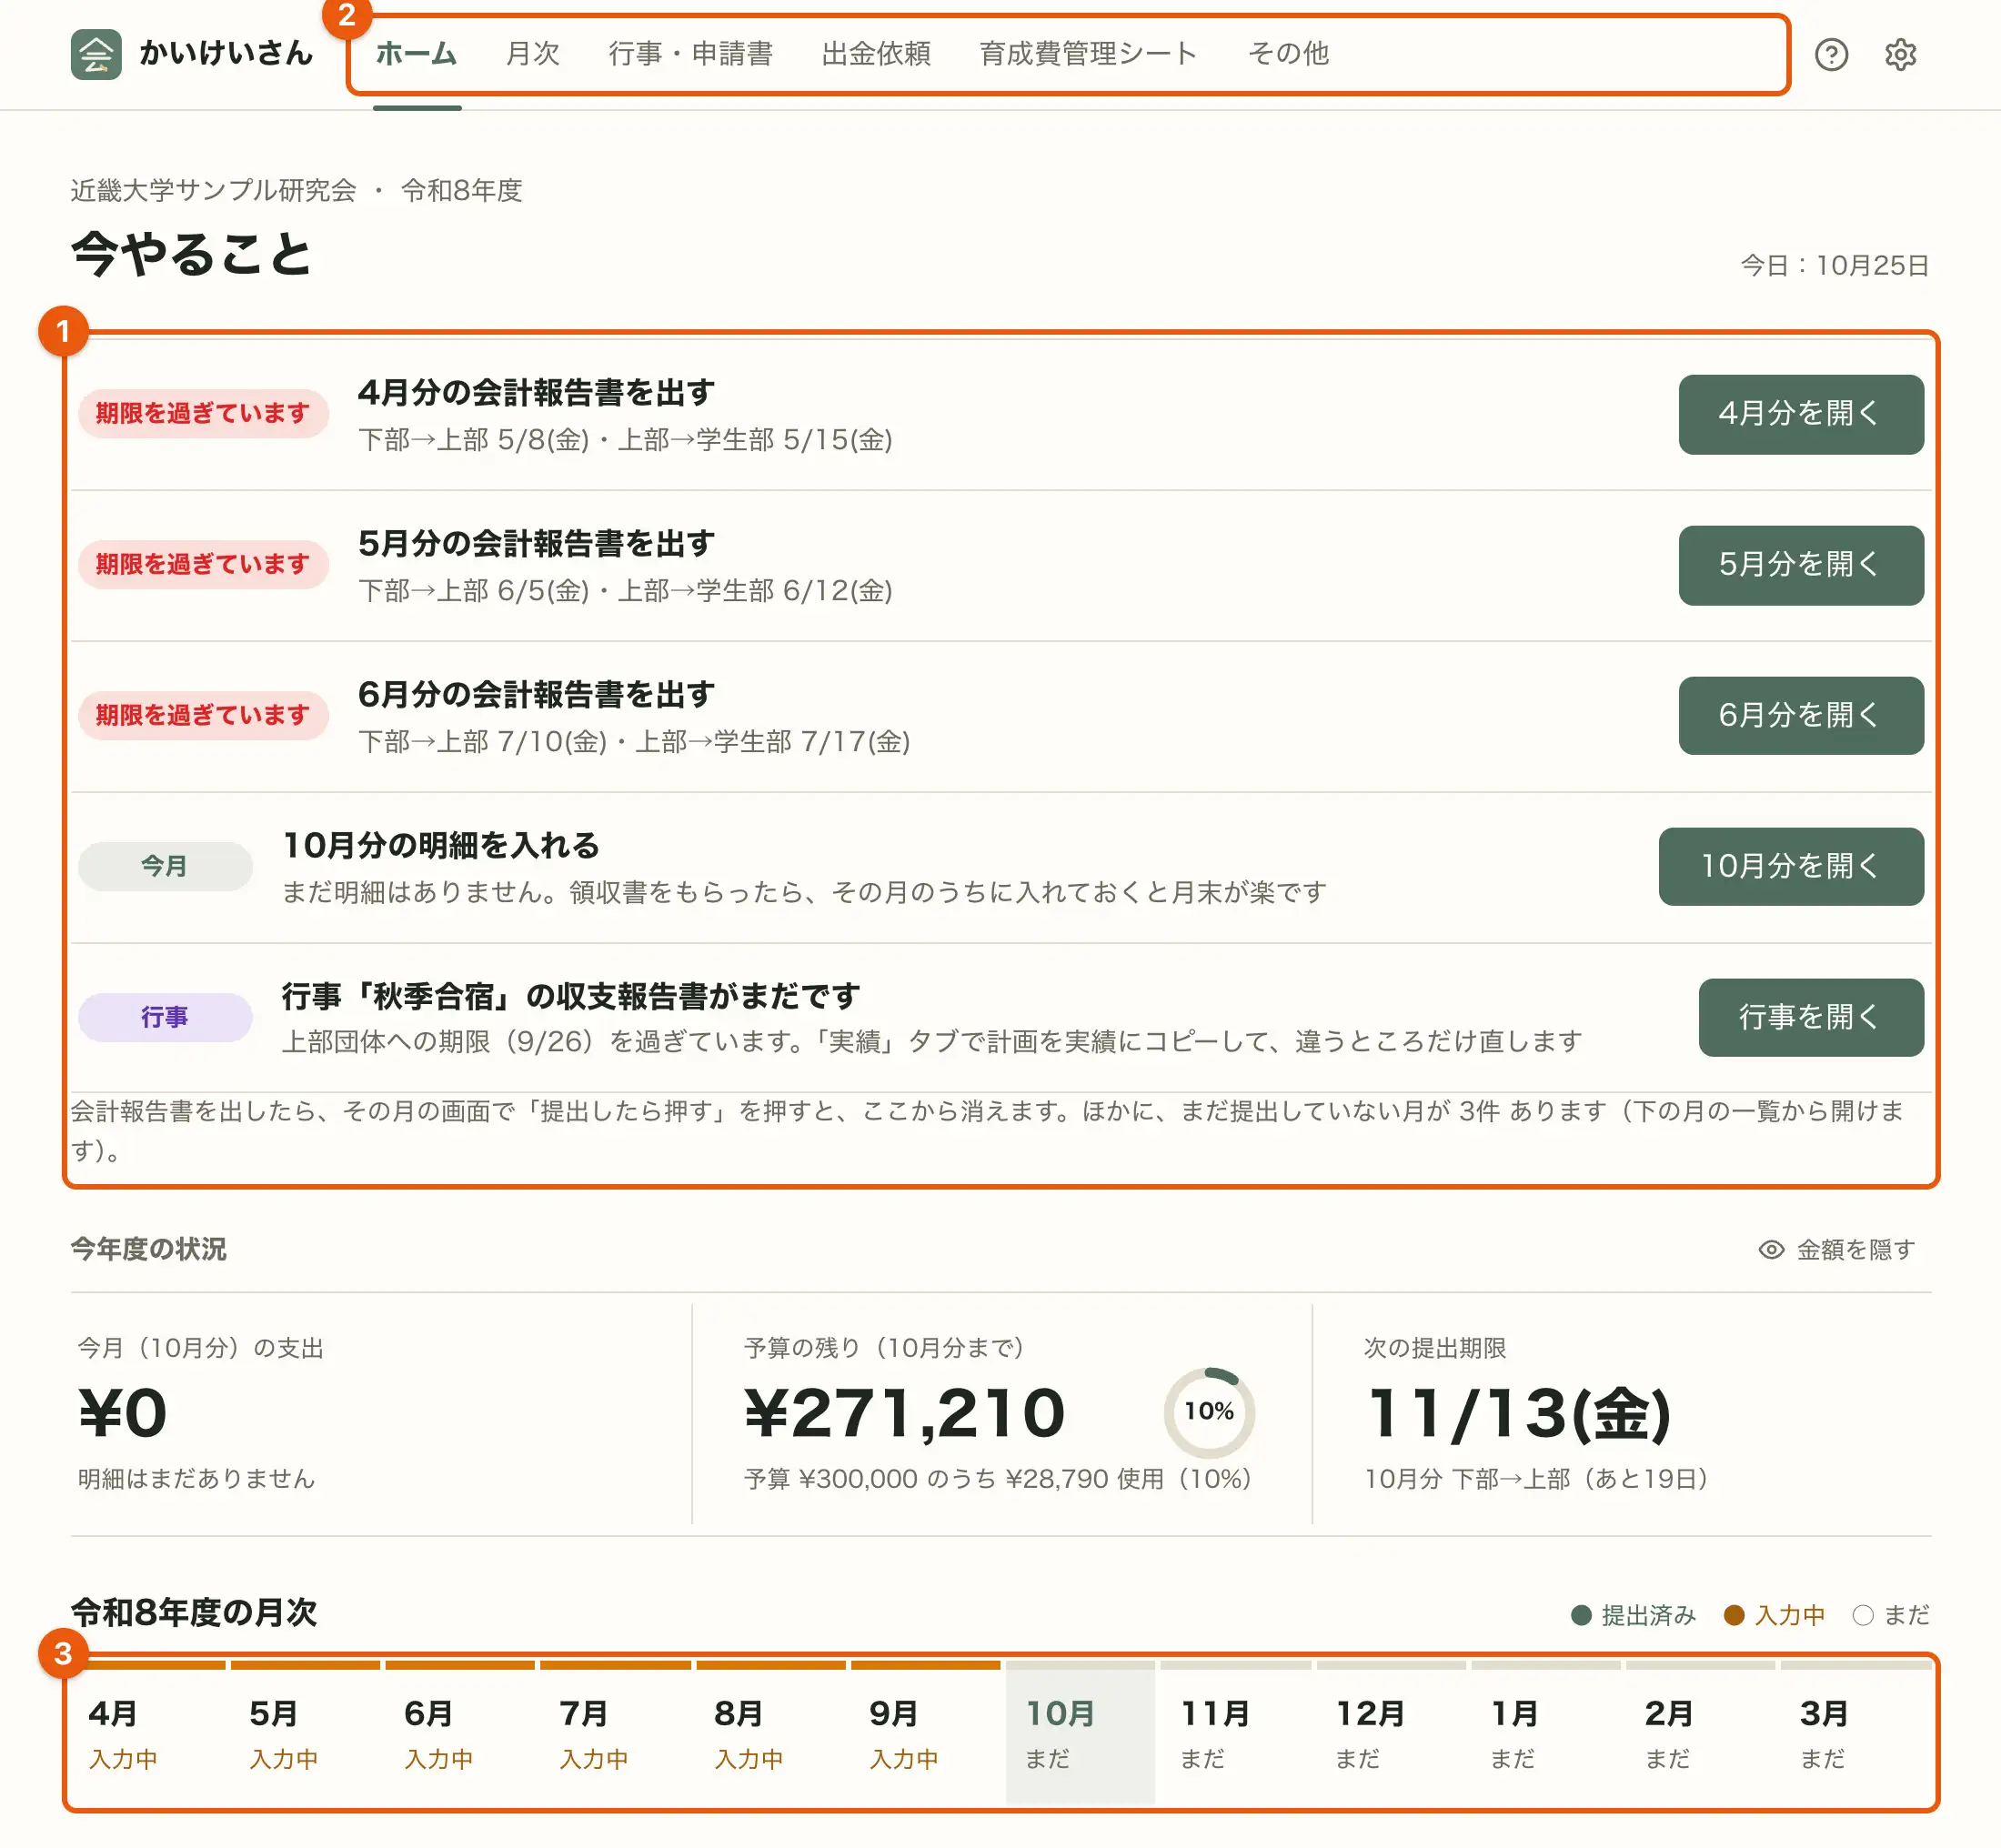 かいけいさん
2
ホーム 月次 行事・申請書 出金依頼 育成費管理シート その他
?
近畿大学サンプル研究会 ・ 令和8年度
今やること
今日：10月25日
1
期限を過ぎています
4月分の会計報告書を出す
下部→上部 5/8(金)・上部→学生部 5/15(金)
4月分を開く
期限を過ぎています
5月分の会計報告書を出す
下部→上部 6/5(金)・上部→学生部 6/12(金)
5月分を開く
期限を過ぎています
6月分の会計報告書を出す
下部→上部 7/10(金)・上部→学生部 7/17(金)
6月分を開く
今月
10月分の明細を入れる
まだ明細はありません。領収書をもらったら、その月のうちに入れておくと月末が楽です
10月分を開く
行事
行事「秋季合宿」の収支報告書がまだです
上部団体への期限（9/26）を過ぎています。「実績」タブで計画を実績にコピーして、違うところだけ直します
行事を開く
会計報告書を出したら、その月の画面で「提出したら押す」を押すと、ここから消えます。ほかに、まだ提出していない月が 3件 あります（下の月の一覧から開けま
す）。
今年度の状況
金額を隠す
今月（10月分）の支出
¥0
明細はまだありません
予算の残り（10月分まで）
¥271,210
10%
予算 ¥300,000 のうち ¥28,790 使用（10%）
次の提出期限
11/13(金)
10月分 下部→上部（あと19日）
令和8年度の月次
提出済み 入力中 まだ
3
4月 5月 6月 7月 8月 9月 10月 11月 12月 1月 2月 3月
入力中 入力中 入力中 入力中 入力中 入力中 まだ まだ まだ まだ まだ まだ